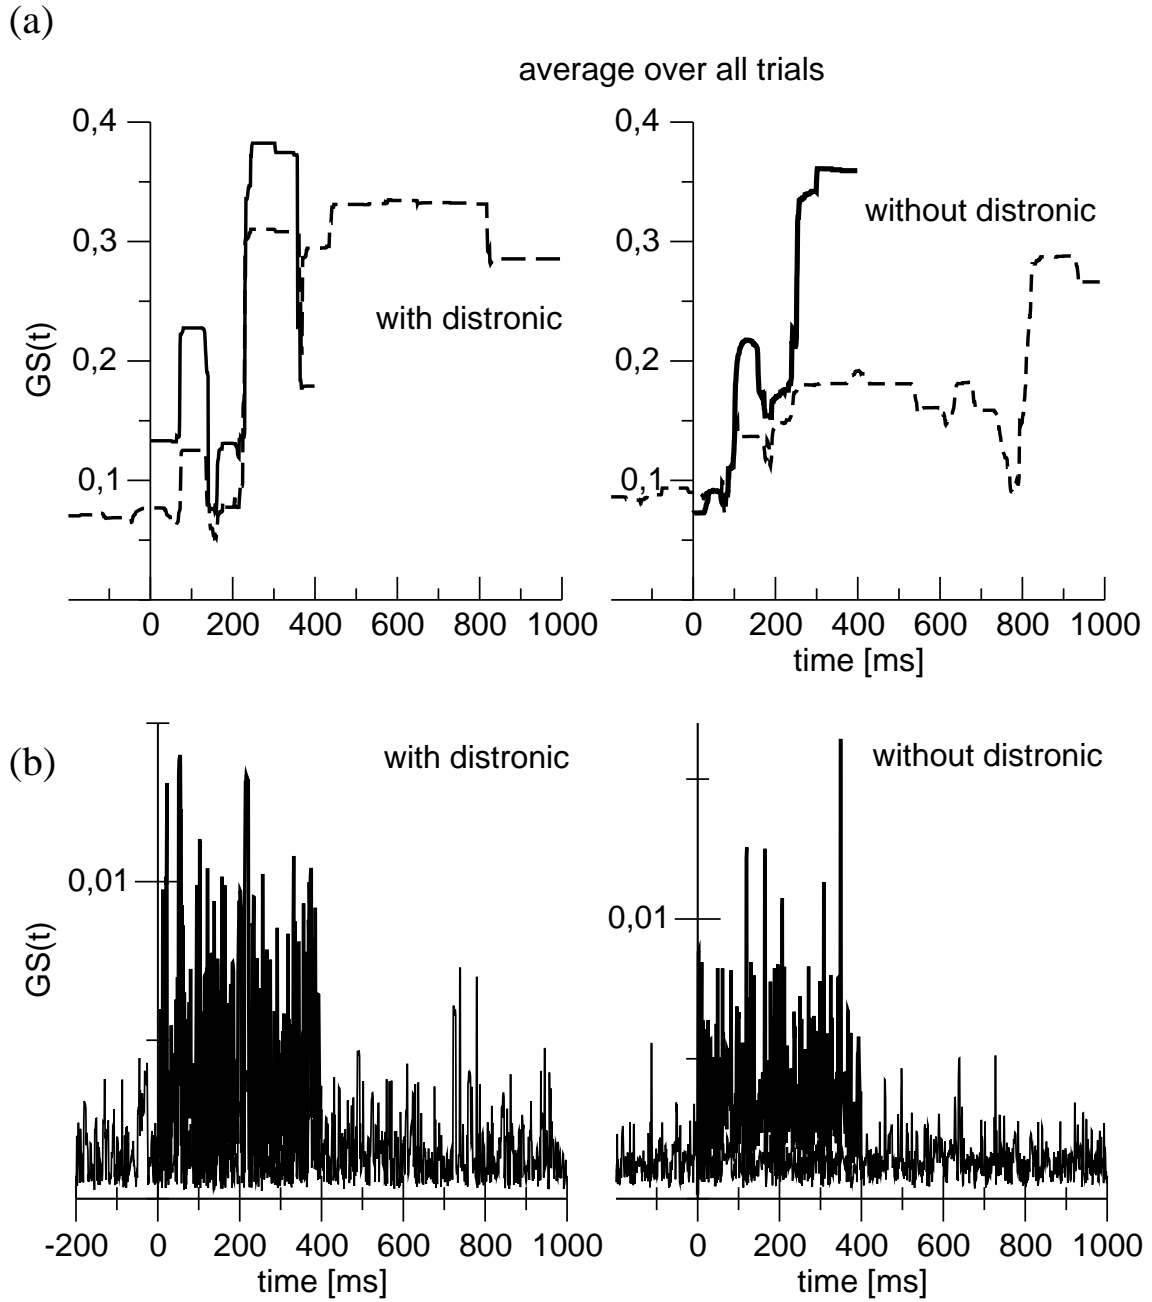 (a)
average over all trials
0,4 0,4
without distronic
0,3 0,3
with distronic
GS(t)
0,2 0,2
0,1 0,1
0 200 400 600 800 1000 0 200 400 600 800 1000
time [ms]
(b)
with distronic without distronic
0,01 0,01
GS(t)
-200 0 200 400 600 800 1000 0 200 400 600 800 1000
time [ms] time [ms]